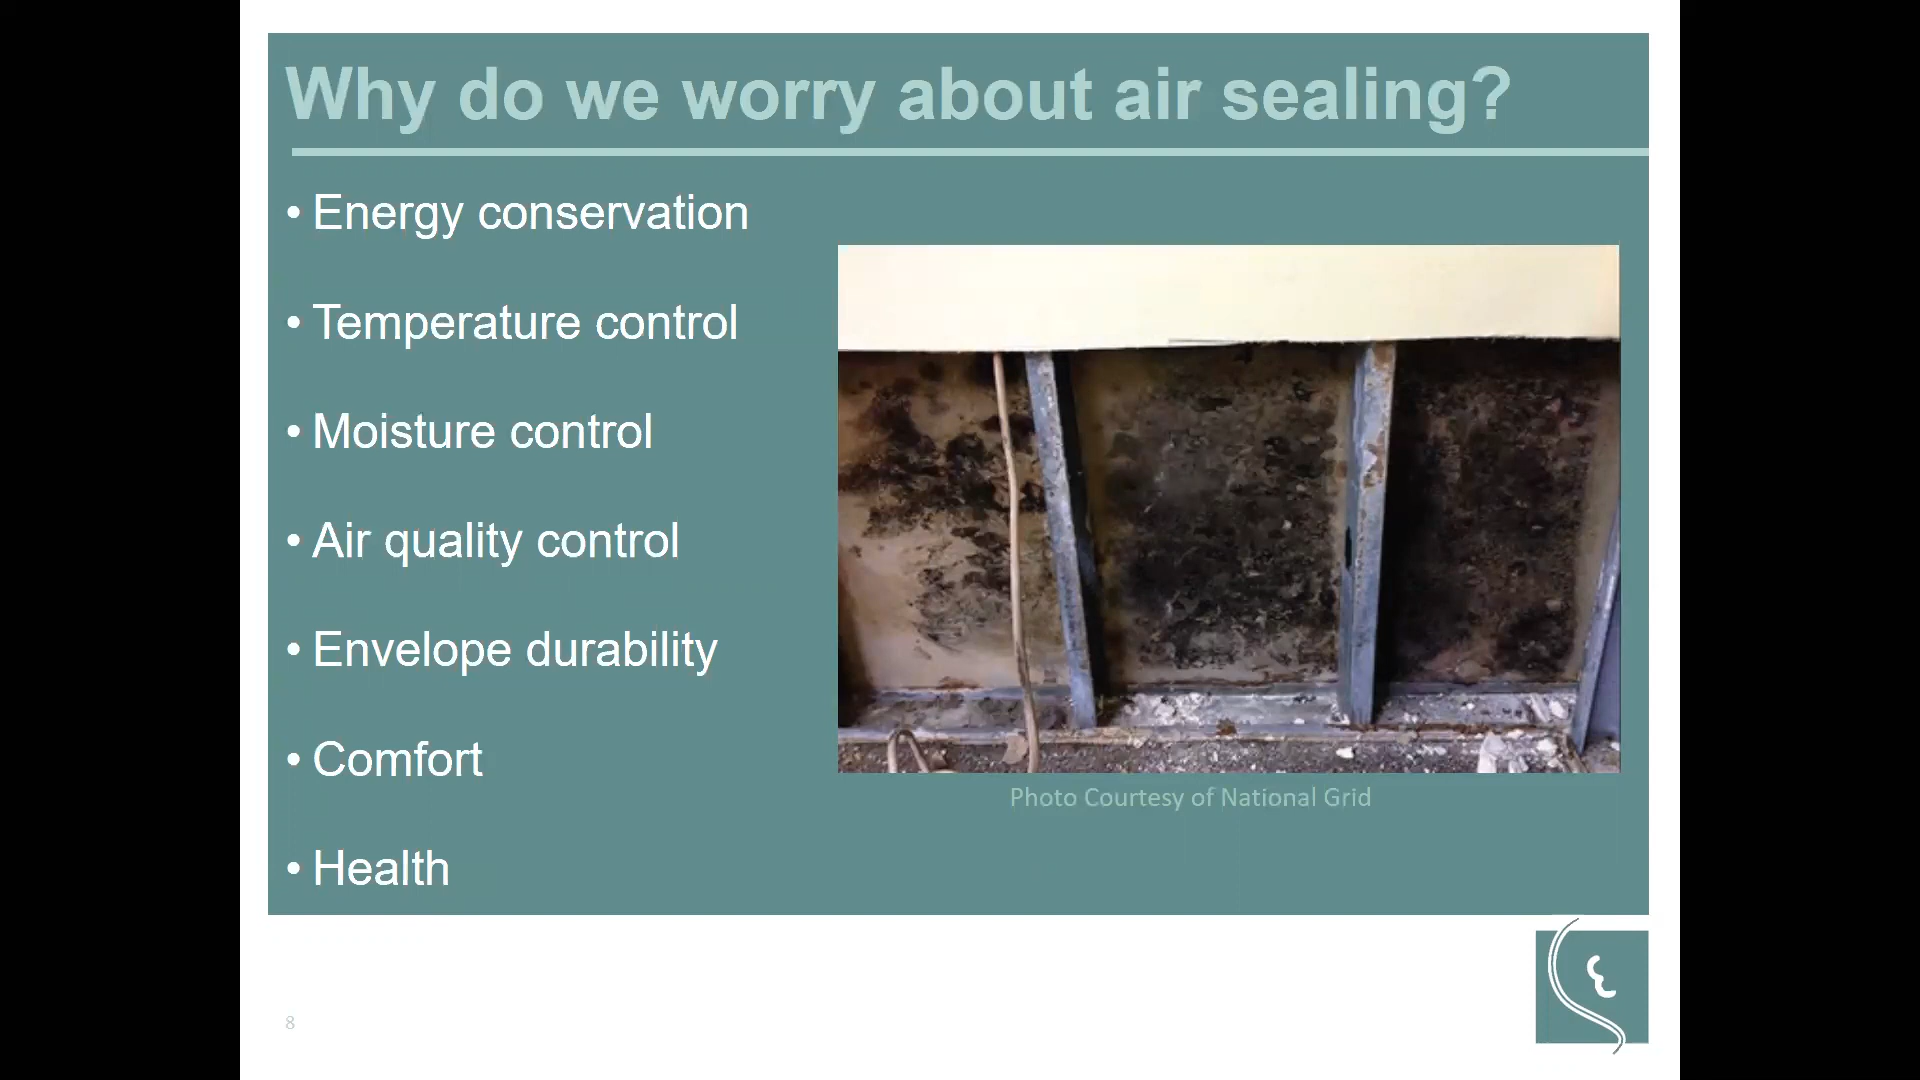 Why do we worry about air sealing?
• Energy conservation
• Temperature control
• Moisture control
• Air quality control
• Envelope durability
• Comfort
• Health
Photo Courtesy of National Grid
8